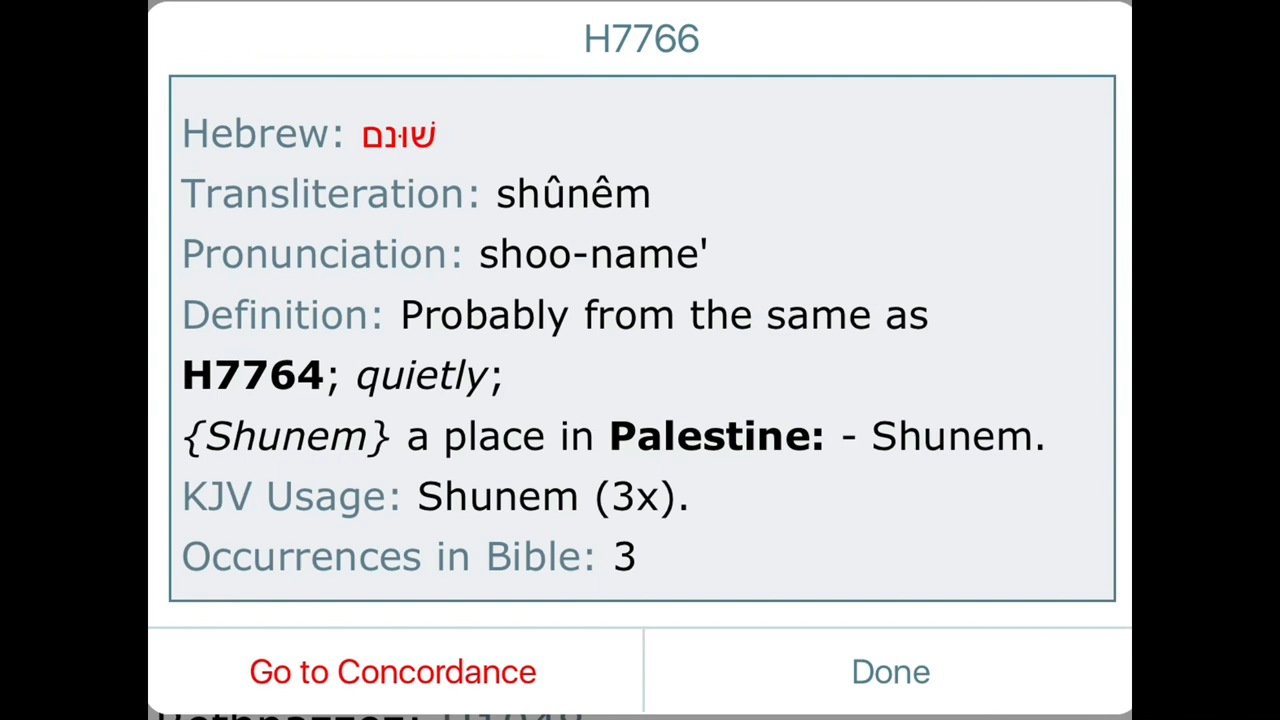 H7766
Hebrew: שׁוּנם
Transliteration: shûnêm
Pronunciation: shoo-name'
Definition: Probably from the same as
H7764; quietly;
{Shunem} a place in Palestine: - Shunem.
KJV Usage: Shunem (3x).
Occurrences in Bible: 3
Go to Concordance
Done